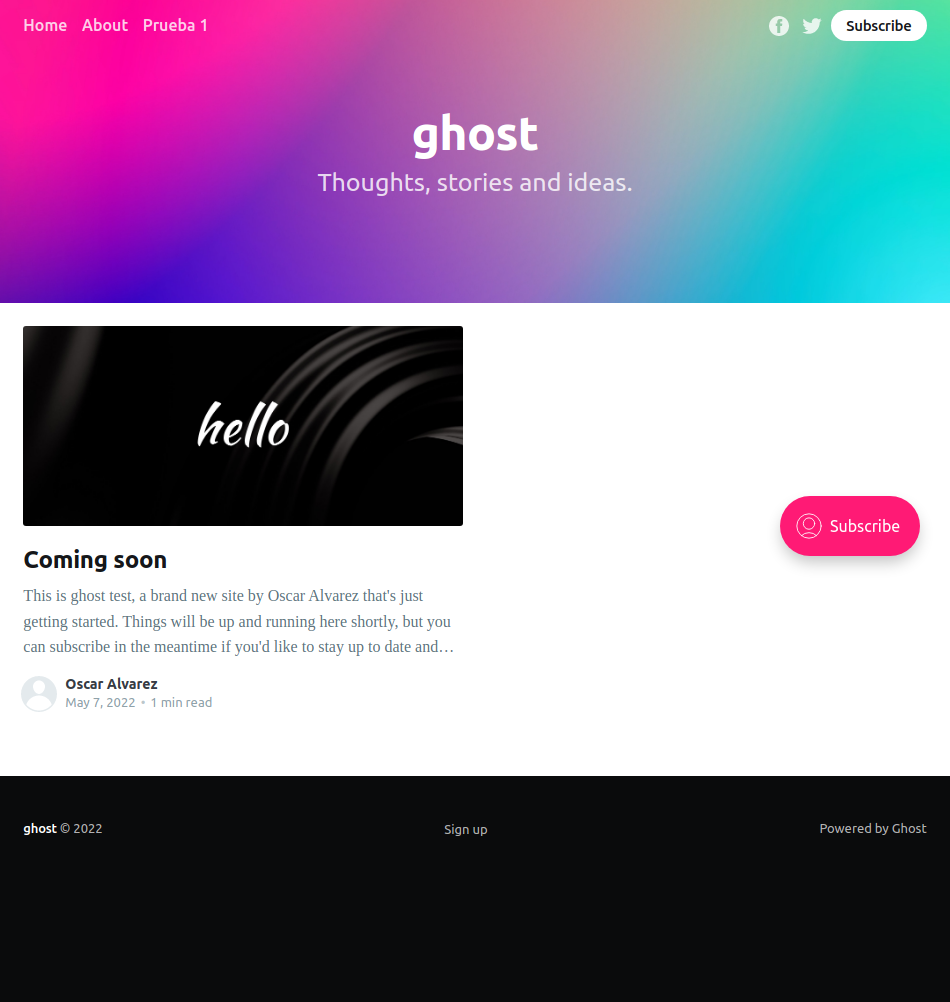 Home About Prueba 1 Subscribe
ghost
Thoughts, stories and ideas.
hello
Coming soon
This is ghost test, a brand new site by Oscar Alvarez that's just
getting started. Things will be up and running here shortly, but you
can subscribe in the meantime if you'd like to stay up to date and…
Oscar Alvarez
May 7, 2022 • 1 min read
Subscribe
ghost © 2022 Sign up Powered by Ghost